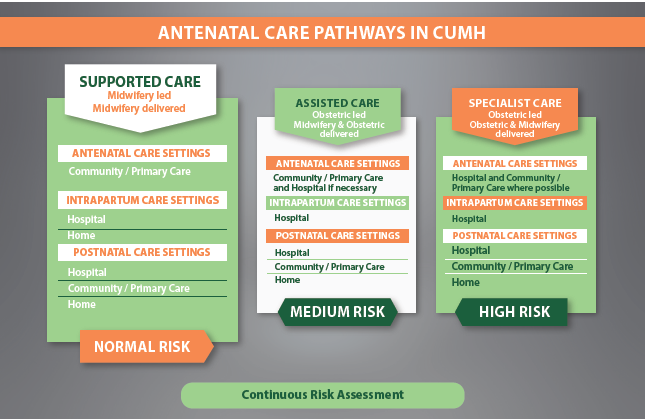 ANTENATAL CARE PATHWAYS IN CUMH
SUPPORTED CARE
Midwifery led
Midwifery delivered
ANTENATAL CARE SETTINGS
Community / Primary Care
INTRAPARTUM CARE SETTINGS
Hospital
Home
POSTNATAL CARE SETTINGS
Hospital
Community / Primary Care
Home
NORMAL RISK
ASSISTED CARE
Obstetric led
Midwifery & Obstetric
delivered
ANTENATAL CARE SETTINGS
Community / Primary Care
and Hospital if necessary
INTRAPARTUM CARE SETTINGS
Hospital
POSTNATAL CARE SETTINGS
Hospital
Community / Primary Care
Home
MEDIUM RISK
SPECIALIST CARE
Obstetric led
Obstetric & Midwifery
delivered
ANTENATAL CARE SETTINGS
Hospital and Community /
Primary Care where possible
INTRAPARTUM CARE SETTINGS
Hospital
POSTNATAL CARE SETTINGS
Hospital
Community / Primary Care
Home
HIGH RISK
Continuous Risk Assessment